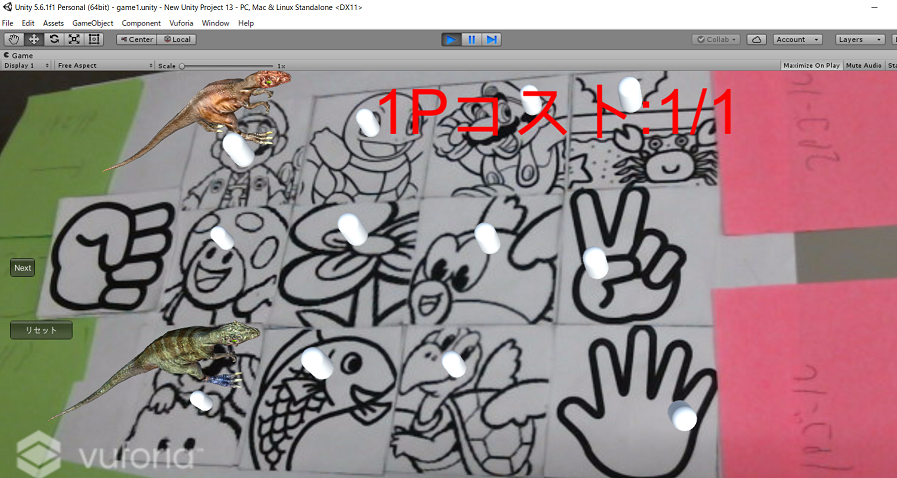 Unity 5.6.1f1 Personal (64bit) - game1.unity - New Unity Project 13 - PC, Mac & Linux Standalone <DX11>
File Edit Assets GameObject Component Vuforia Window Help
Center Local Collab Account Layers
Game
Display 1 Free Aspect Scale 1x Maximize On Play Mute Audio Sta
1Pコスト:1/1
Next
リセット
vuforia™